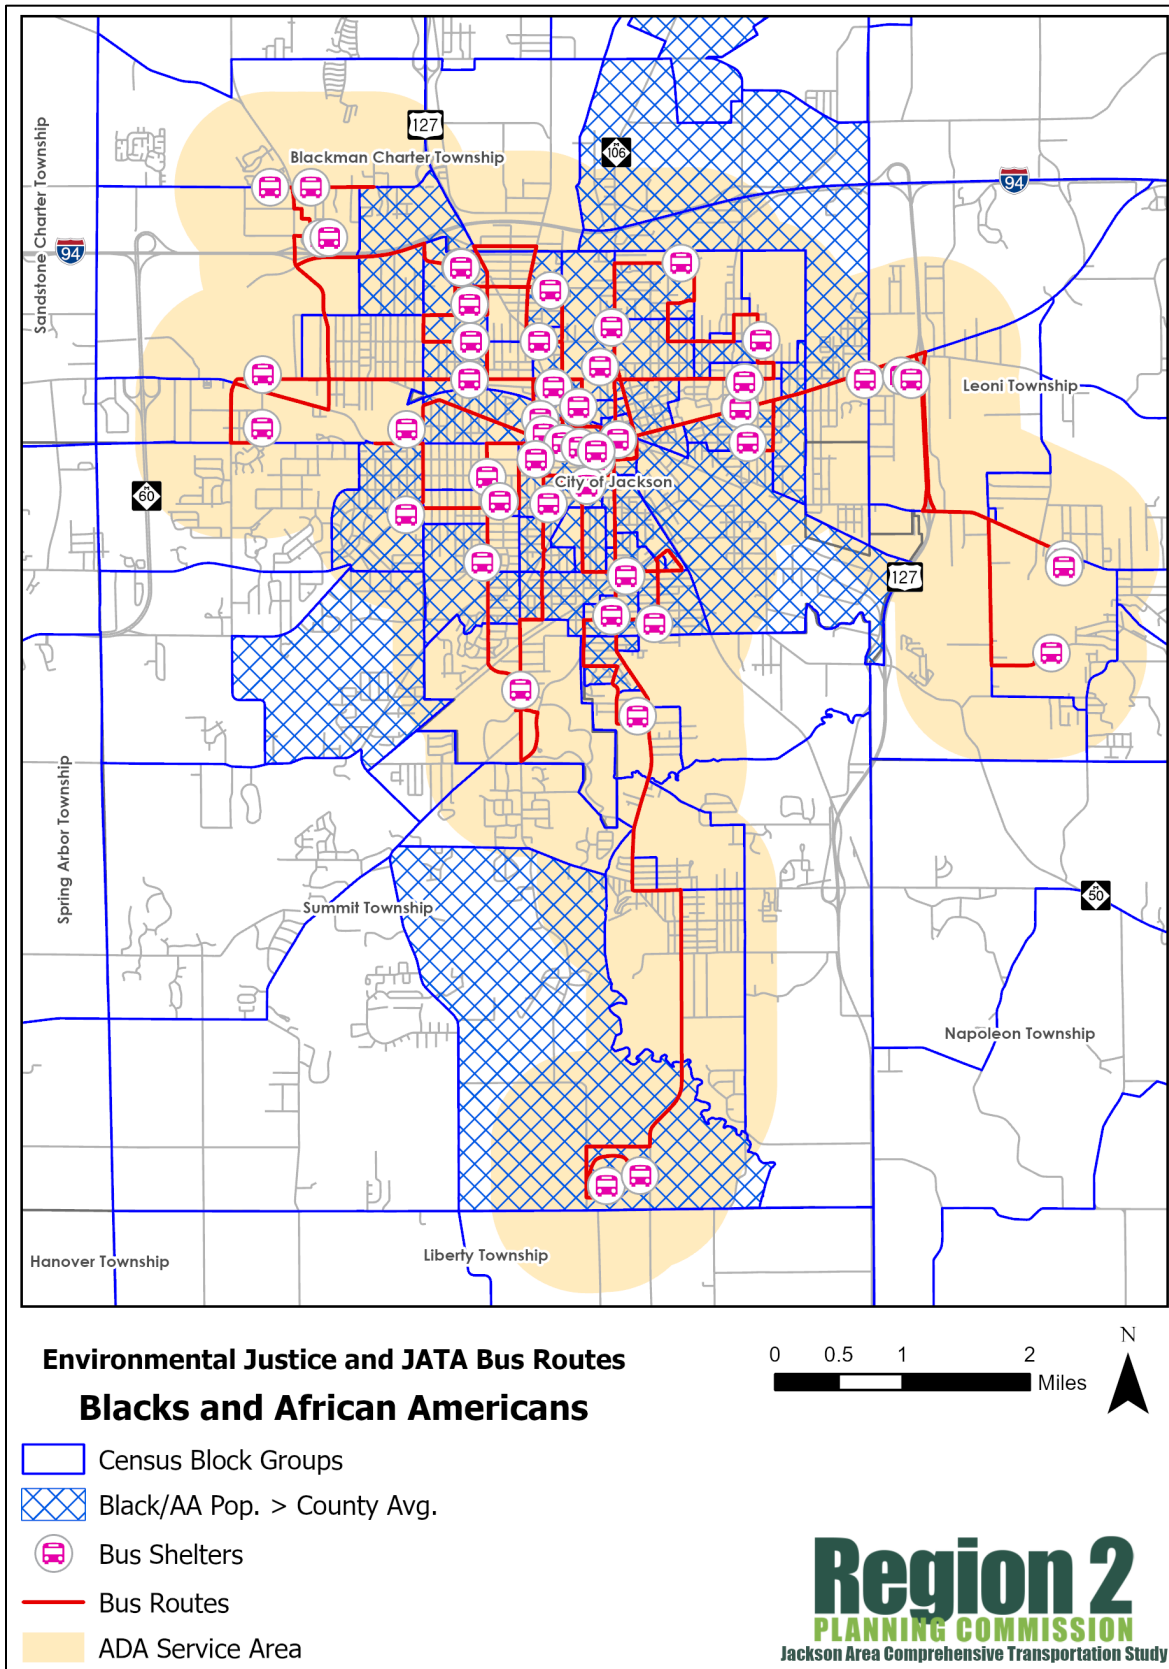 127
M
106
Blackman Charter Township
94
Sandstone Charter Township
94
Leoni Township
M
60
City of Jackson
127
Spring Arbor Township
Summit Township
M
50
Napoleon Township
Hanover Township
Liberty Township
Environmental Justice and JATA Bus Routes
Blacks and African Americans
0 0.5 1 2
Miles
N
Census Block Groups
Black/AA Pop. > County Avg.
Bus Shelters
Bus Routes
ADA Service Area
Region 2
PLANNING COMMISSION
Jackson Area Comprehensive Transportation Study